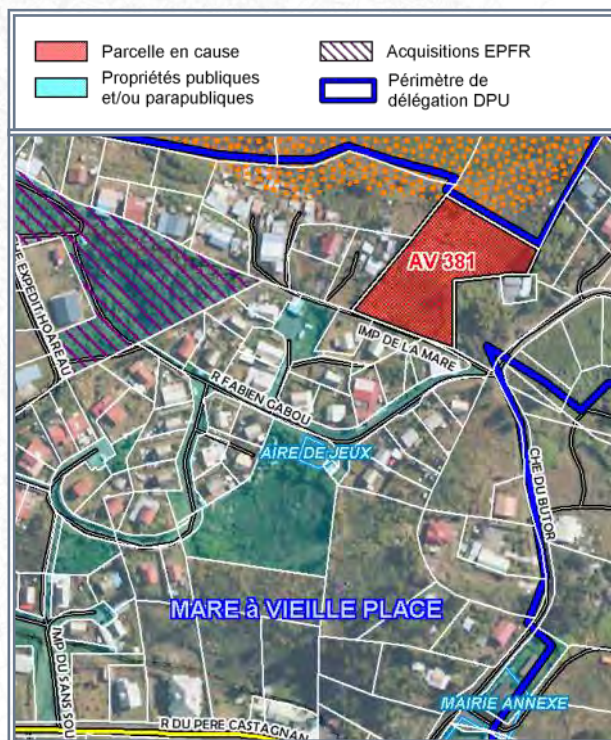 Parcelle en cause
Acquisitions EPFR
Propriétés publiques
et/ou parapubliques
Périmètre de
délégation DPU
AV 381
CHE EXPEDIT HOAREAU
IMP DE LA MARE
R FABIEN GABOU
AIRE DE JEUX
CHE DU BUTOR
MARE à VIEILLE PLACE
IMP DU SANS SOU
MAIRIE ANNEXE
R DU PERE CASTAGNAN